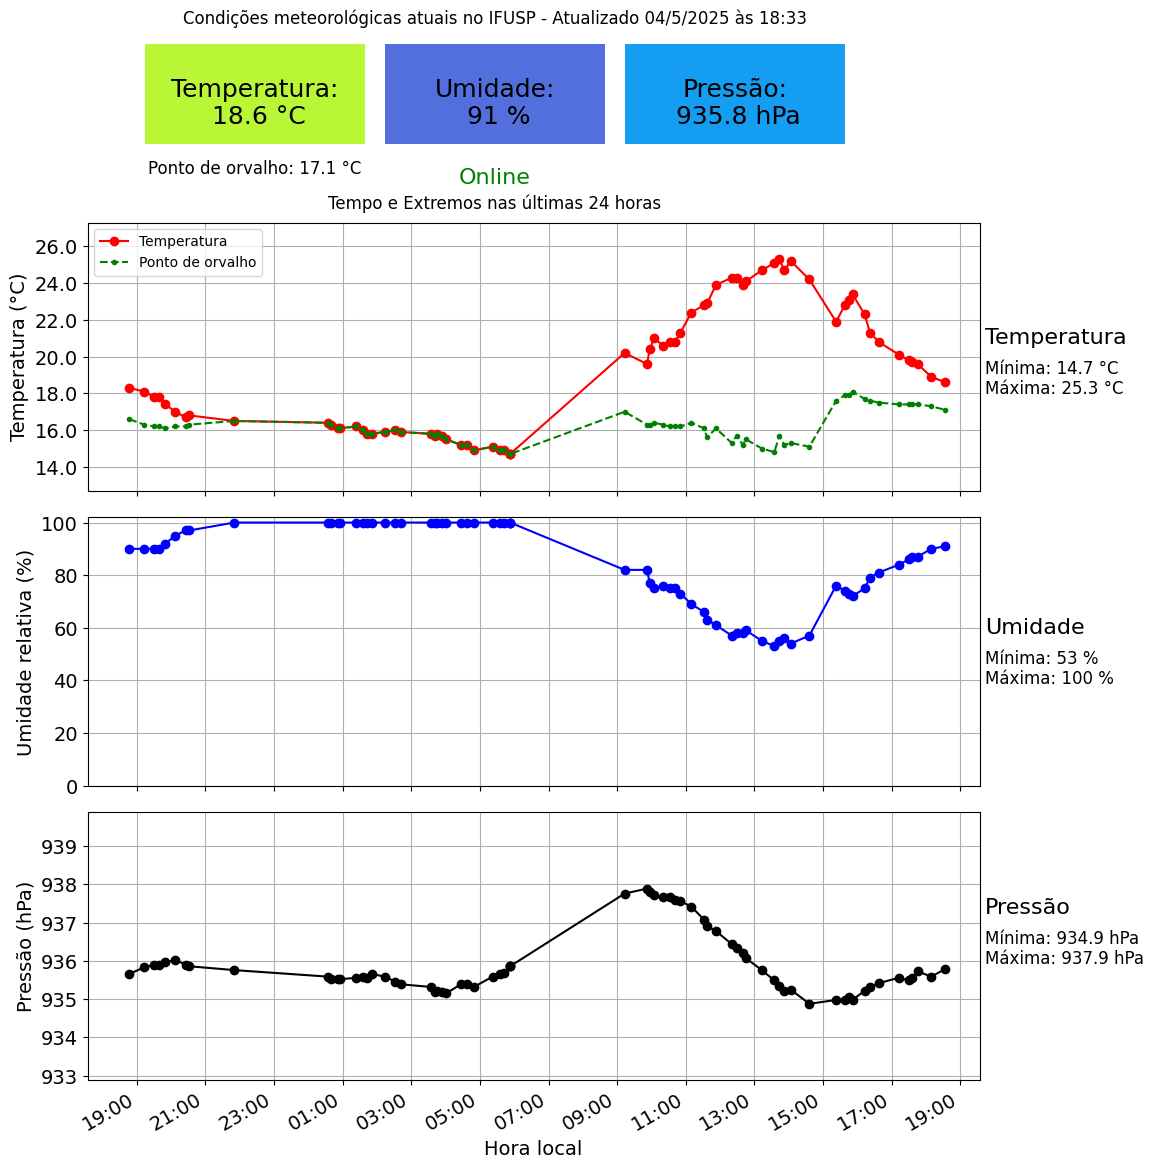 Condições meteorológicas atuais no IFUSP - Atualizado 04/5/2025 às 18:33
Temperatura:
18.6 °C
Umidade:
91 %
Pressão:
935.8 hPa
Ponto de orvalho: 17.1 °C
Online
Tempo e Extremos nas últimas 24 horas
Temperatura
Ponto de orvalho
Temperatura (°C)
26.0
24.0
22.0
20.0
18.0
16.0
14.0
Temperatura
Mínima: 14.7 °C
Máxima: 25.3 °C
Umidade relativa (%)
100
80
60
40
20
0
Umidade
Mínima: 53 %
Máxima: 100 %
Pressão (hPa)
939
938
937
936
935
934
933
Pressão
Mínima: 934.9 hPa
Máxima: 937.9 hPa
19:00 21:00 23:00 01:00 03:00 05:00 07:00 09:00 11:00 13:00 15:00 17:00 19:00
Hora local